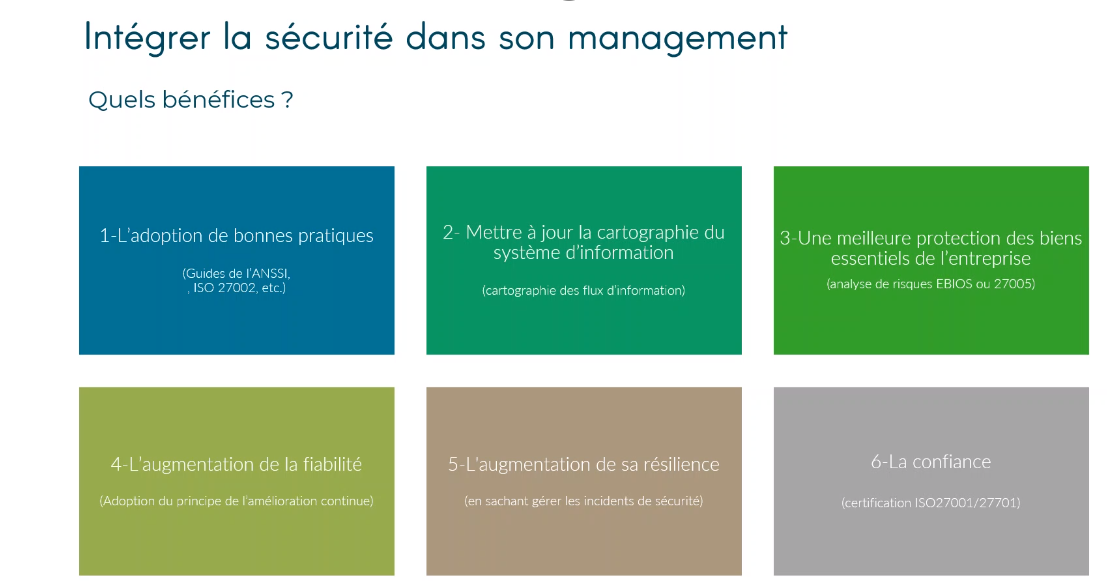 Intégrer la sécurité dans son management
Quels bénéfices ?
1-L'adoption de bonnes pratiques
(Guides de l'ANSSI,
, ISO 27002, etc.)
2- Mettre à jour la cartographie du
système d'information
(cartographie des flux d'information)
3-Une meilleure protection des biens
essentiels de l'entreprise
(analyse de risques EBIOS ou 27005)
4-L'augmentation de la fiabilité
(Adoption du principe de l'amélioration continue)
5-L'augmentation de sa résilience
(en sachant gérer les incidents de sécurité)
6-La confiance
(certification ISO27001/27701)